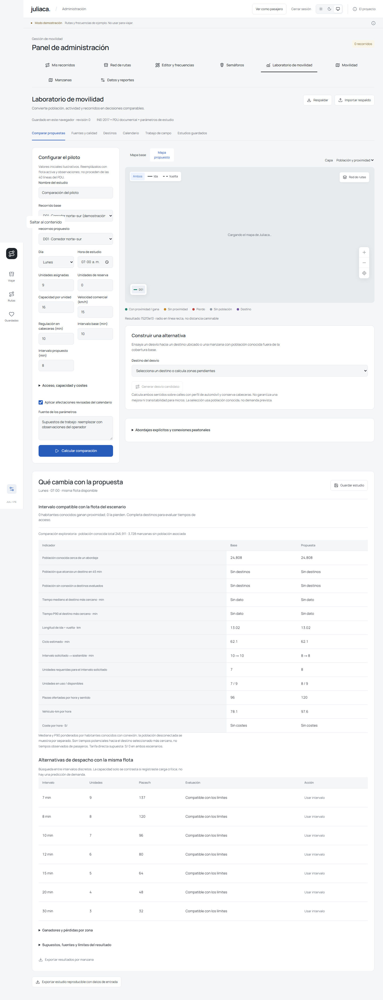 juliaca. / Administración
Ver como pasajero
Cerrar sesión
El proyecto
Modo demostración Rutas y frecuencias de ejemplo. No usar para viajar.
Gestión de movilidad
Panel de administración
0 recorridos
Mis recorridos
Red de rutas
Editor y frecuencias
Semáforos
Laboratorio de movilidad
Movilidad
Manzanas
Datos y reportes
Laboratorio de movilidad
Respaldar
Importar respaldo
Convierte población, actividad y recorridos en decisiones comparables.
Guardado en este navegador · revisión 0 INEI 2017 + PDU documental + parámetros de estudio
Comparar propuestas
Fuentes y calidad
Destinos
Calendario
Trabajo de campo
Estudios guardados
Configurar el piloto
Valores iniciales ilustrativos. Reemplázalos con
flota activa y observaciones; no proceden de las
40 líneas del PDU.
Nombre del estudio
Comparación del piloto
Recorrido base
D01 · Corredor norte–sur (demostración
Saltar al contenido
Recorrido propuesto
D01 · Corredor norte–sur
Día
Hora de estudio
Lunes
07:00 a. m.
Unidades asignadas
Unidades de reserva
9
0
Capacidad por unidad
Velocidad comercial
(km/h)
16
15
Regulación en
cabeceras (min)
Intervalo base (min)
10
10
Intervalo propuesto
(min)
8
Acceso, capacidad y costes
Aplicar afectaciones revisadas del calendario
Fuente de los parámetros
Supuestos de trabajo: reemplazar con
observaciones del operador
Calcular comparación
Viajar
Rutas
Guardadas
JUL / PE
Mapa base
Mapa
propuesto
Capa Población y proximidad
Ambos
Ida
Vuelta
Red de rutas
Cargando el mapa de Juliaca…
D01
Con proximidad / gana
Sin proximidad
Pierde
Sin población
Destino
Resultado 752f3e13 · radio en línea recta, no distancia caminable
Construir una alternativa
Ensaya un desvío hacia un destino ubicado o una manzana con población conocida fuera de la
cobertura base.
Destino del desvío
Selecciona un destino o calcula zonas pendientes
Generar desvío candidato
Calcula ambos sentidos sobre calles con perfil de automóvil y conserva cabeceras. No garantiza una
mejora ni transitabilidad para micros. La selección usa población conocida, no demanda prevista.
Abordajes explícitos y conexiones peatonales
Qué cambia con la propuesta
Lunes · 07:00 · misma flota disponible
Guardar estudio
Intervalo compatible con la flota del escenario
0 habitantes conocidos ganan proximidad; 0 la pierden. Completa destinos para evaluar tiempos de
acceso.
Comparación exploratoria · población conocida total 246,911 · 3,728 manzanas sin población asociada
Indicador Base Propuesta
Población conocida cerca de un abordaje 24,808 24,808
Población que alcanza un destino en 45 min Sin destinos Sin destinos
Población sin conexión a destinos evaluados Sin destinos Sin destinos
Tiempo mediano al destino más cercano · min Sin dato Sin dato
Tiempo P90 al destino más cercano · min Sin dato Sin dato
Longitud de ida + vuelta · km 13.02 13.02
Ciclo estimado · min 62.1 62.1
Intervalo solicitado → sostenible · min 10 → 10 8 → 8
Unidades requeridas para el intervalo solicitado 7 8
Unidades en uso / disponibles 7 / 9 8 / 9
Plazas ofertadas por hora y sentido 96 120
Vehículo-km por hora 78.1 97.6
Coste por hora · S/ Sin costes Sin costes
Mediana y P90 ponderados por habitantes conocidos con conexión; la población desconectada se
muestra por separado. Son tiempos potenciales hacia el destino seleccionado más cercano, no
tiempos observados de pasajeros. Tarifa directa supuesta: S/ 0 en ambos escenarios.
Alternativas de despacho con la misma flota
Búsqueda entre intervalos discretos. La capacidad solo se contrasta si registraste carga crítica; no
hay una predicción de demanda.
Intervalo Unidades Plazas/h Evaluación Acción
7 min 9 137 Compatible con los límites Usar intervalo
8 min 8 120 Compatible con los límites Usar intervalo
10 min 7 96 Compatible con los límites Usar intervalo
12 min 6 80 Compatible con los límites Usar intervalo
15 min 5 64 Compatible con los límites Usar intervalo
20 min 4 48 Compatible con los límites Usar intervalo
30 min 3 32 Compatible con los límites Usar intervalo
Ganadores y pérdidas por zona
Supuestos, fuentes y límites del resultado
Exportar resultados por manzana
Exportar estudio reproducible con datos de entrada